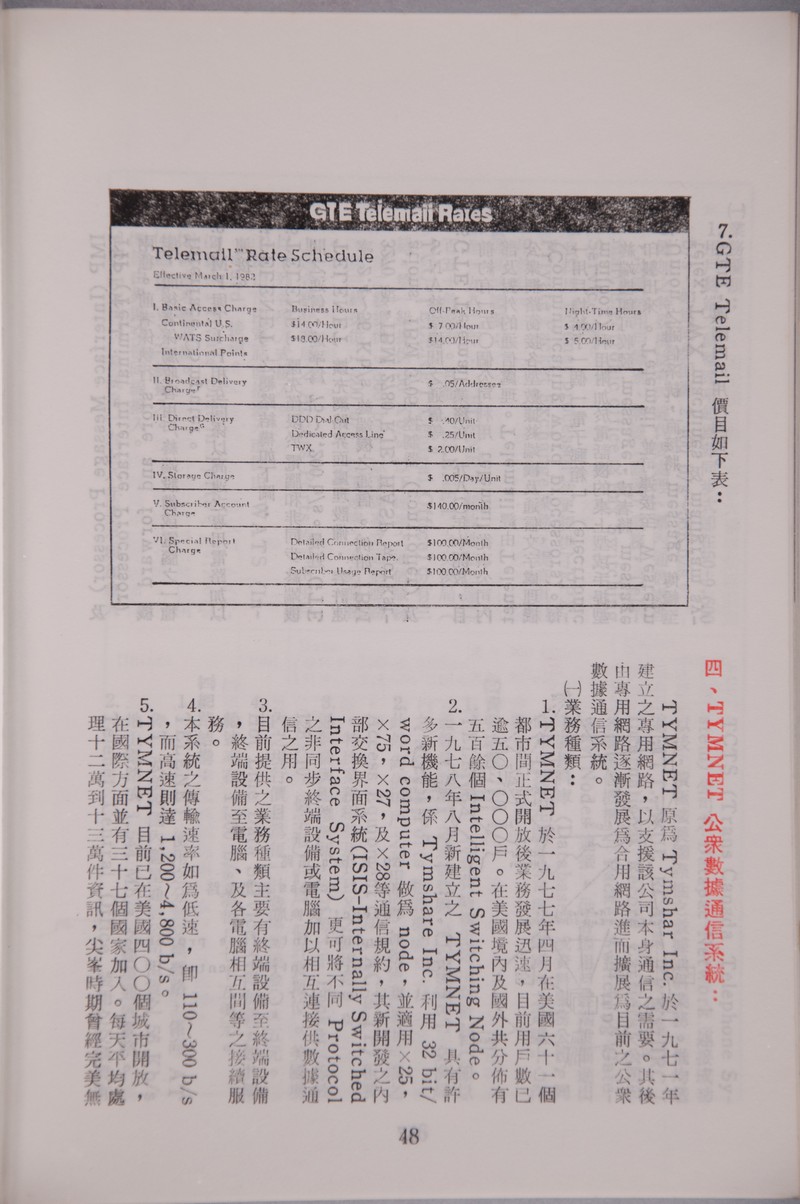 7. GTE Telemail 價目如下表：
GTE Telemail Rates
Telemail™ Rate Schedule
Effective March 1, 1982
I. Basic Access Charge Business Hours Off-Peak Hours Night-Time Hours
Continental U.S. $14.00/Hour $ 7.00/Hour $ 4.00/Hour
WATS Surcharge $18.00/Hour $14.00/Hour $ 5.00/Hour
International Points
II. Broadcast Delivery $ .05/Addressee
Charge
III. Direct Delivery DDD Dial Out $ .40/Unit
Charge Dedicated Access Line $ .25/Unit
TWX $ 2.00/Unit
IV. Storage Charge $ .005/Day/Unit
V. Subscriber Account $140.00/month
Charge
VI. Special Report Detailed Connection Report $100.00/Month
Charge Detailed Connection Tape. $100.00/Month
Subscriber Usage Report $100.00/Month
四、TYMNET 公衆數據通信系統：
TYMNET 原爲 Tymshar Inc. 於一九七一年
建立之專用網路，以支援該公司本身通信之需要。其後
由專用網路逐漸發展爲合用網路進而擴展爲目前之公衆
數據通信系統。
㈠業務種類：
1. TYMNET 於一九七七年四月在美國六十一個
都市間正式開放後業務發展迅速，目前用戶數已
逾五〇、〇〇〇戶。在美國境內及國外共分佈有
五百餘個 Intelligent Switching Node。
2. 一九七八年八月新建立之 TYMNET 具有許
多新機能，係 Tymshare Inc. 利用 32 bit/
word computer 做爲 node，並適用×25，
×75，×27，及×28等通信規約，其新開發之內
部交換界面系統(ISIS-Internally Switched
Interface System) 更可將不同 Protocol
之非同步終端設備或電腦加以相互連接供數據通
信之用。
3. 目前提供之業務種類主要有終端設備至終端設備
，終端設備至電腦、及各電腦相互間等之接續服
務。
4. 本系統之傳輸速率如爲低速，卽 110～300 b/s
，而高速則達 1,200～4,800 b/s。
5. TYMNET 目前已在美國四〇〇個城市開放，
在國際方面並有三十七個國家加入。每天平均處
理十二萬到十三萬件資訊，尖峯時期曾經完美無
48